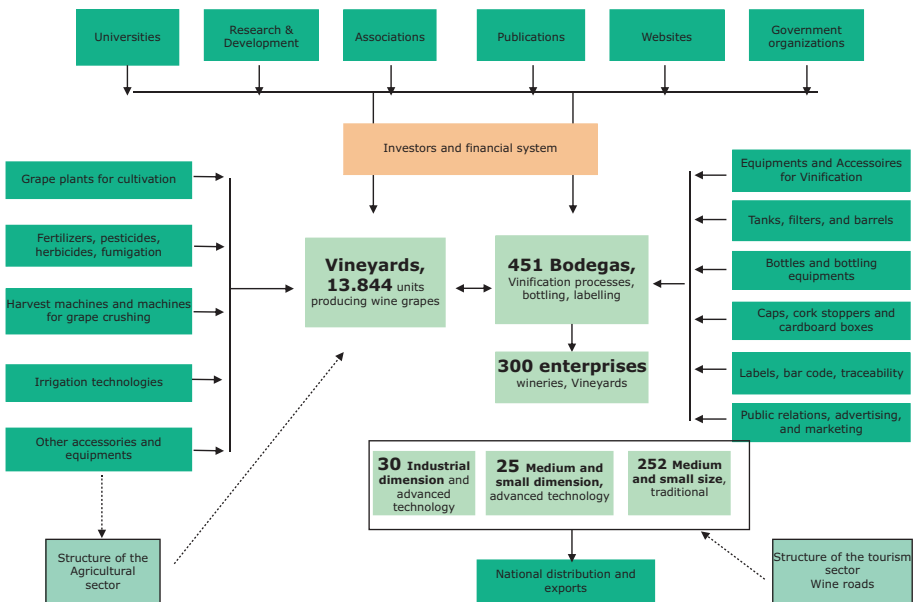 Universities
Research &
Development
Associations
Publications
Websites
Government
organizations
Investors and financial system
Grape plants for cultivation
Fertilizers, pesticides,
herbicides, fumigation
Harvest machines and machines
for grape crushing
Irrigation technologies
Other accessories and
equipments
Vineyards,
13.844 units
producing wine grapes
451 Bodegas,
Vinification processes,
bottling, labelling
300 enterprises
wineries, Vineyards
Equipments and Accessoires
for Vinification
Tanks, filters, and barrels
Bottles and bottling
equipments
Caps, cork stoppers and
cardboard boxes
Labels, bar code, traceability
Public relations, advertising,
and marketing
30 Industrial
dimension and
advanced
technology
25 Medium and
small dimension,
advanced technology
252 Medium
and small size,
traditional
Structure of the
Agricultural
sector
National distribution and
exports
Structure of the tourism
sector
Wine roads